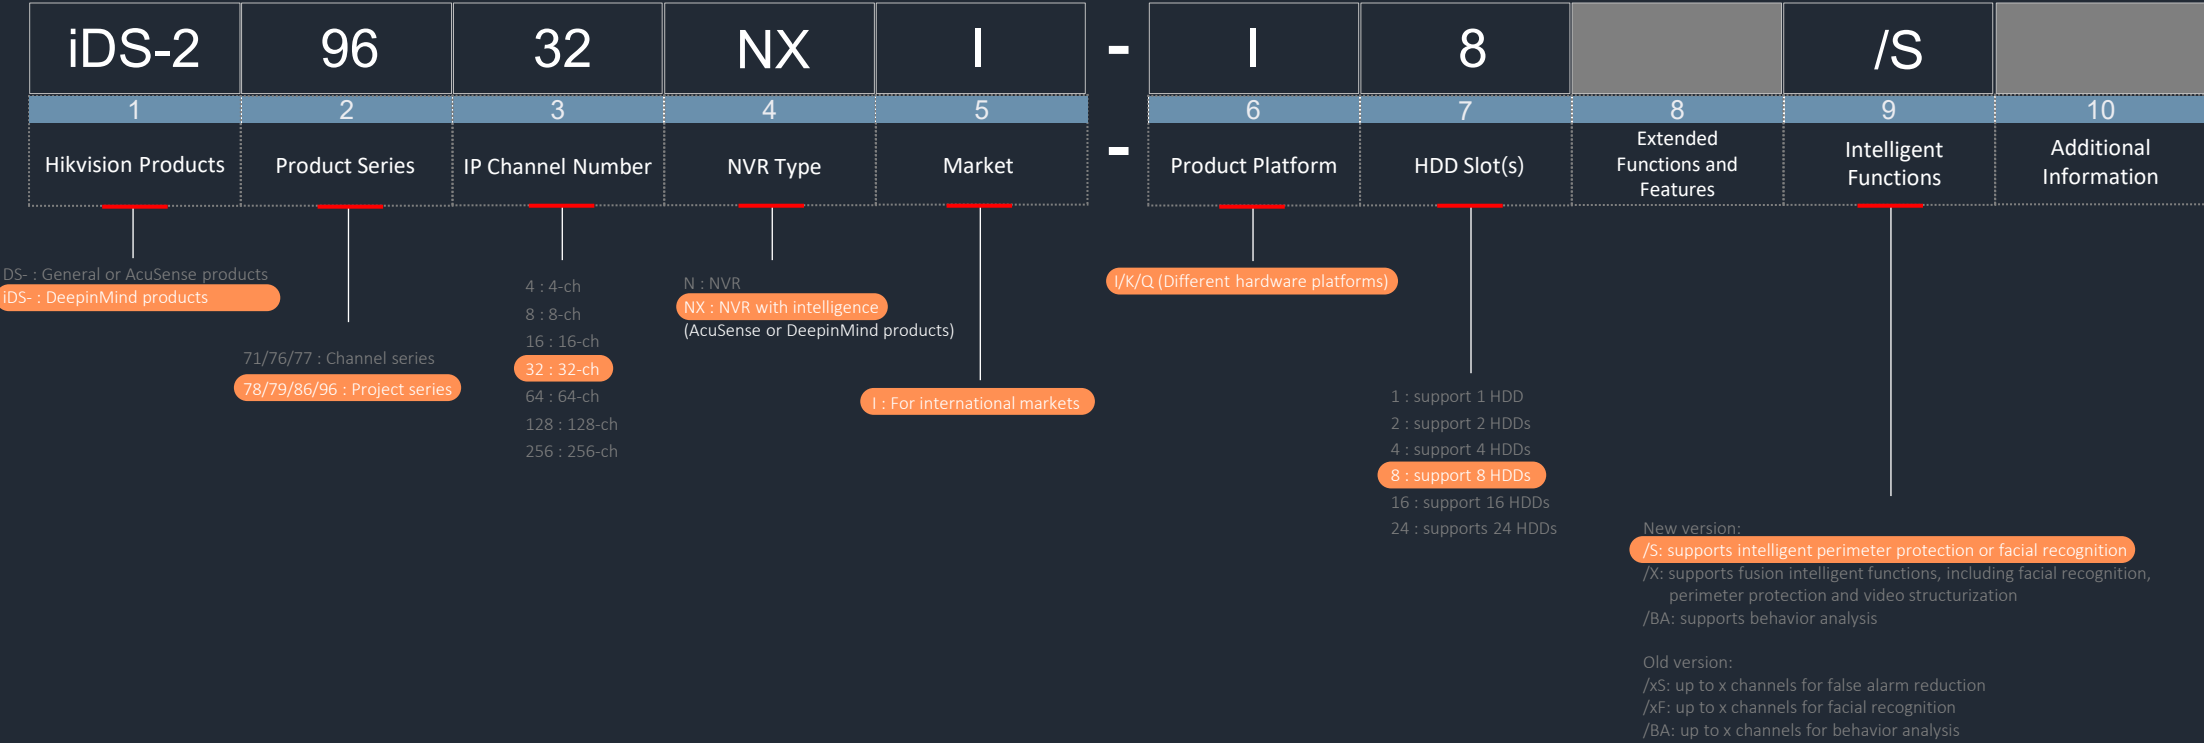 iDS-2 96 32 NX I - I 8 /S
1 2 3 4 5 6 7 8 9 10
Hikvision Products
Product Series
IP Channel Number
NVR Type
Market
-
Product Platform
HDD Slot(s)
Extended
Functions and
Features
Intelligent
Functions
Additional
Information
DS- : General or AcuSense products
iDS- : DeepinMind products
71/76/77 : Channel series
78/79/86/96 : Project series
4 : 4-ch
8 : 8-ch
16 : 16-ch
32 : 32-ch
64 : 64-ch
128 : 128-ch
256 : 256-ch
N : NVR
NX : NVR with intelligence
(AcuSense or DeepinMind products)
I : For international markets
I/K/Q (Different hardware platforms)
1 : support 1 HDD
2 : support 2 HDDs
4 : support 4 HDDs
8 : support 8 HDDs
16 : support 16 HDDs
24 : supports 24 HDDs
New version:
/S: supports intelligent perimeter protection or facial recognition
/X: supports fusion intelligent functions, including facial recognition,
perimeter protection and video structurization
/BA: supports behavior analysis
Old version:
/xS: up to x channels for false alarm reduction
/xF: up to x channels for facial recognition
/BA: up to x channels for behavior analysis